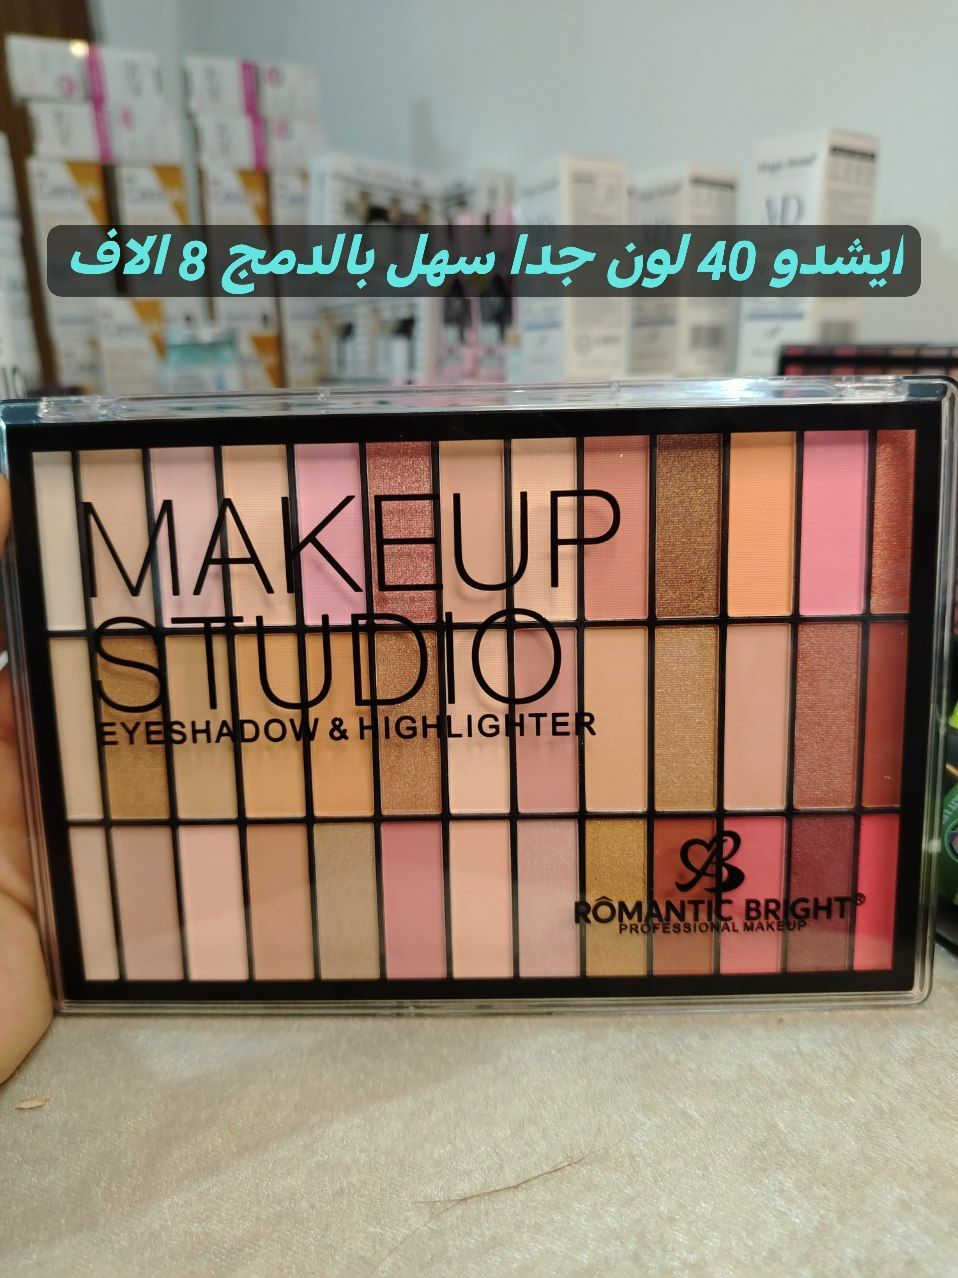 ايشدو 40 لون جدا سهل بالدمج 8 الاف
MAKEUP
STUDIO
EYESHADOW & HIGHLIGHTER
RÔMANTIC BRIGHT®
PROFESSIONAL MAKEUP